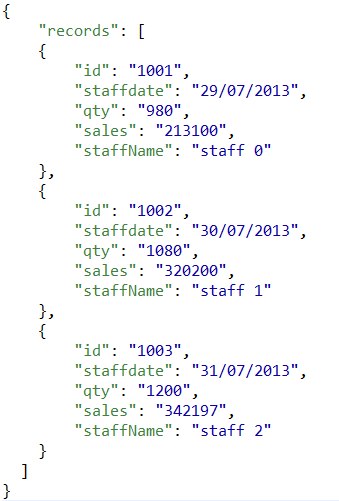 {
    "records": [
    {
        "id": "1001",
        "staffdate": "29/07/2013",
        "qty": "980",
        "sales": "213100",
        "staffName": "staff 0"
    },
    {
        "id": "1002",
        "staffdate": "30/07/2013",
        "qty": "1080",
        "sales": "320200",
        "staffName": "staff 1"
    },
    {
        "id": "1003",
        "staffdate": "31/07/2013",
        "qty": "1200",
        "sales": "342197",
        "staffName": "staff 2"
    }
  ]
}